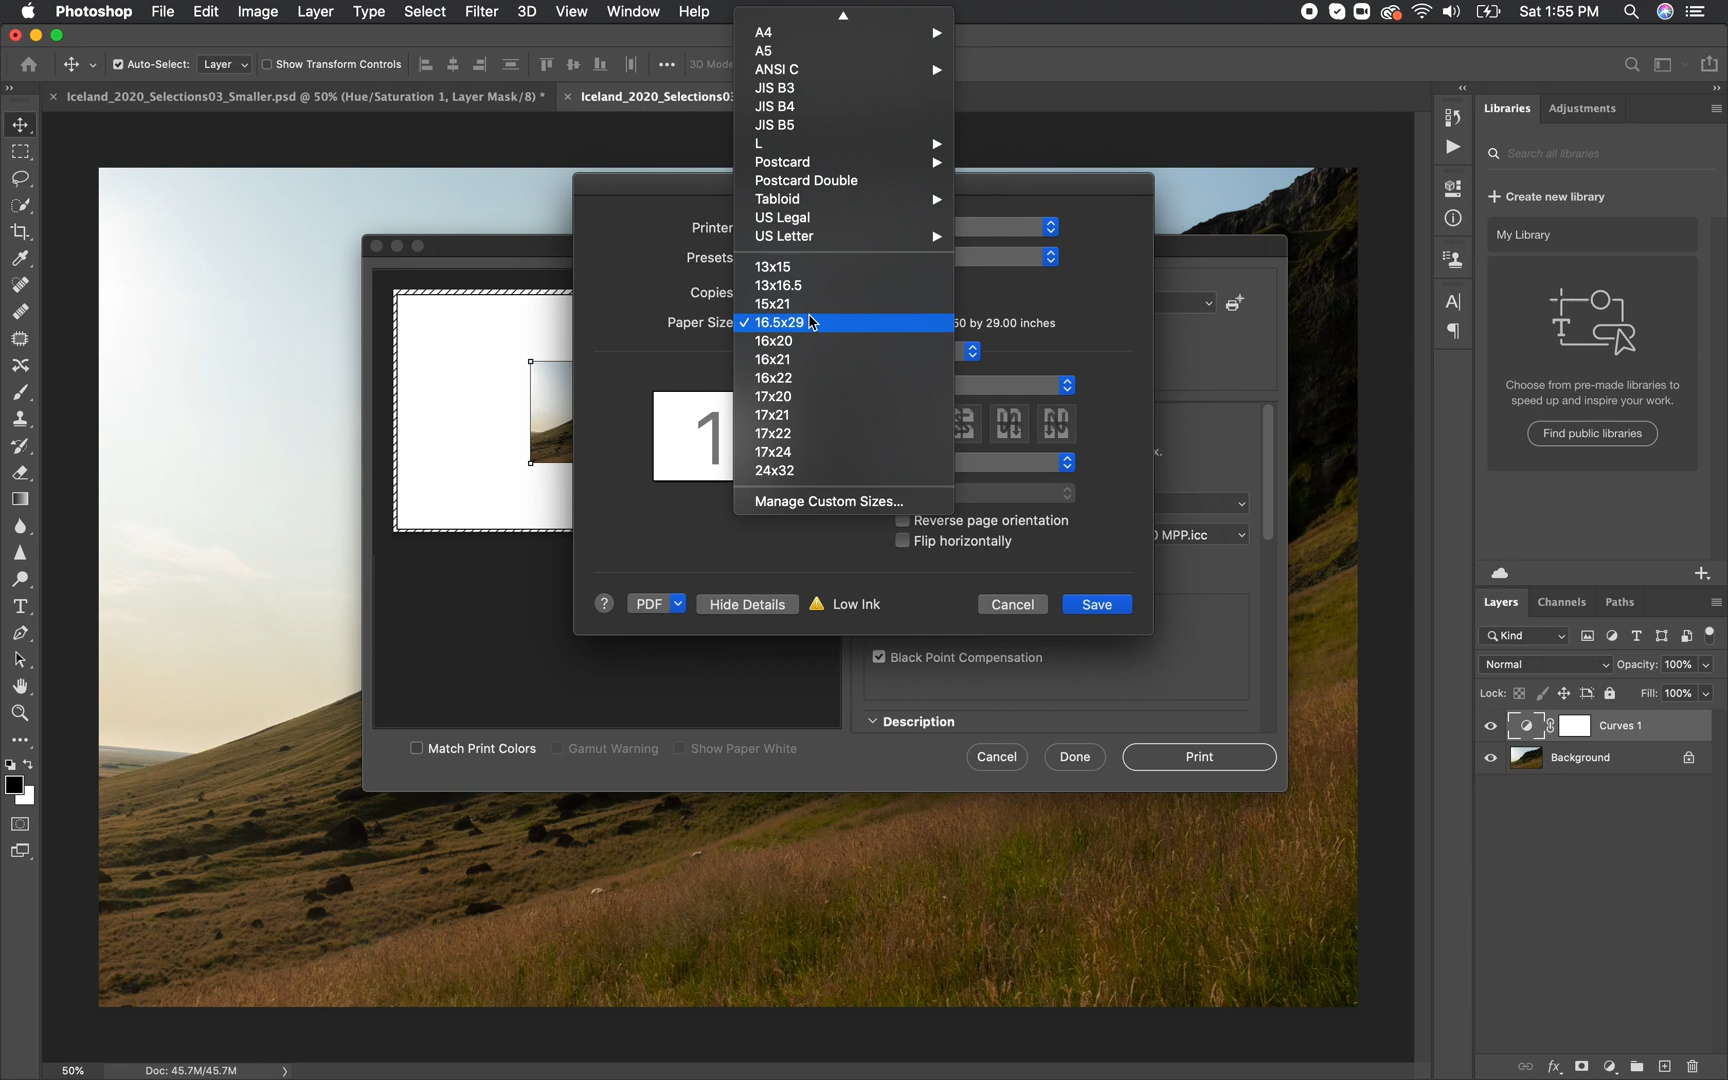 Photoshop File Edit Image Layer Type Select Filter 3D View Window Help
Sat 1:55 PM
Auto-Select: Layer Show Transform Controls
3D Mode
Iceland_2020_Selections03_Smaller.psd @ 50% (Hue/Saturation 1, Layer Mask/8) *
Iceland_2020_Selections03
A4
A5
ANSI C
JIS B3
JIS B4
JIS B5
L
Postcard
Postcard Double
Tabloid
US Legal
US Letter
13x15
13x16.5
15x21
16.5x29
16x20
16x21
16x22
17x20
17x21
17x22
17x24
24x32
Manage Custom Sizes...
Printer
Presets
Copies
Paper Size
50 by 29.00 inches
1
Reverse page orientation
Flip horizontally
? PDF Hide Details Low Ink Cancel Save
MPP.icc
Black Point Compensation
Description
Match Print Colors Gamut Warning Show Paper White
Cancel Done Print
Libraries Adjustments
Search all libraries
Create new library
My Library
Choose from pre-made libraries to
speed up and inspire your work.
Find public libraries
Layers Channels Paths
Kind
Normal Opacity: 100%
Lock: Fill: 100%
Curves 1
Background
50% Doc: 45.7M/45.7M